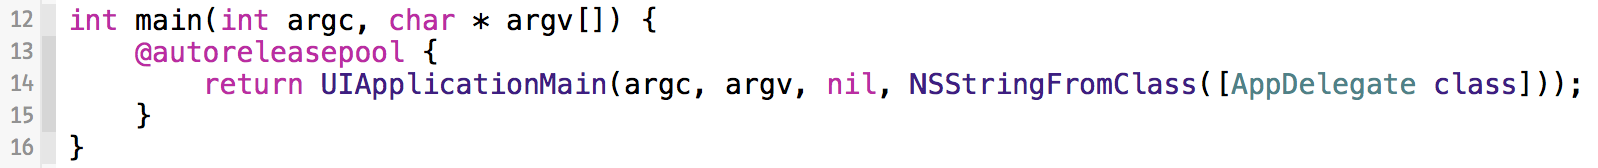 12 int main(int argc, char * argv[]) {
13     @autoreleasepool {
14         return UIApplicationMain(argc, argv, nil, NSStringFromClass([AppDelegate class]));
15     }
16 }